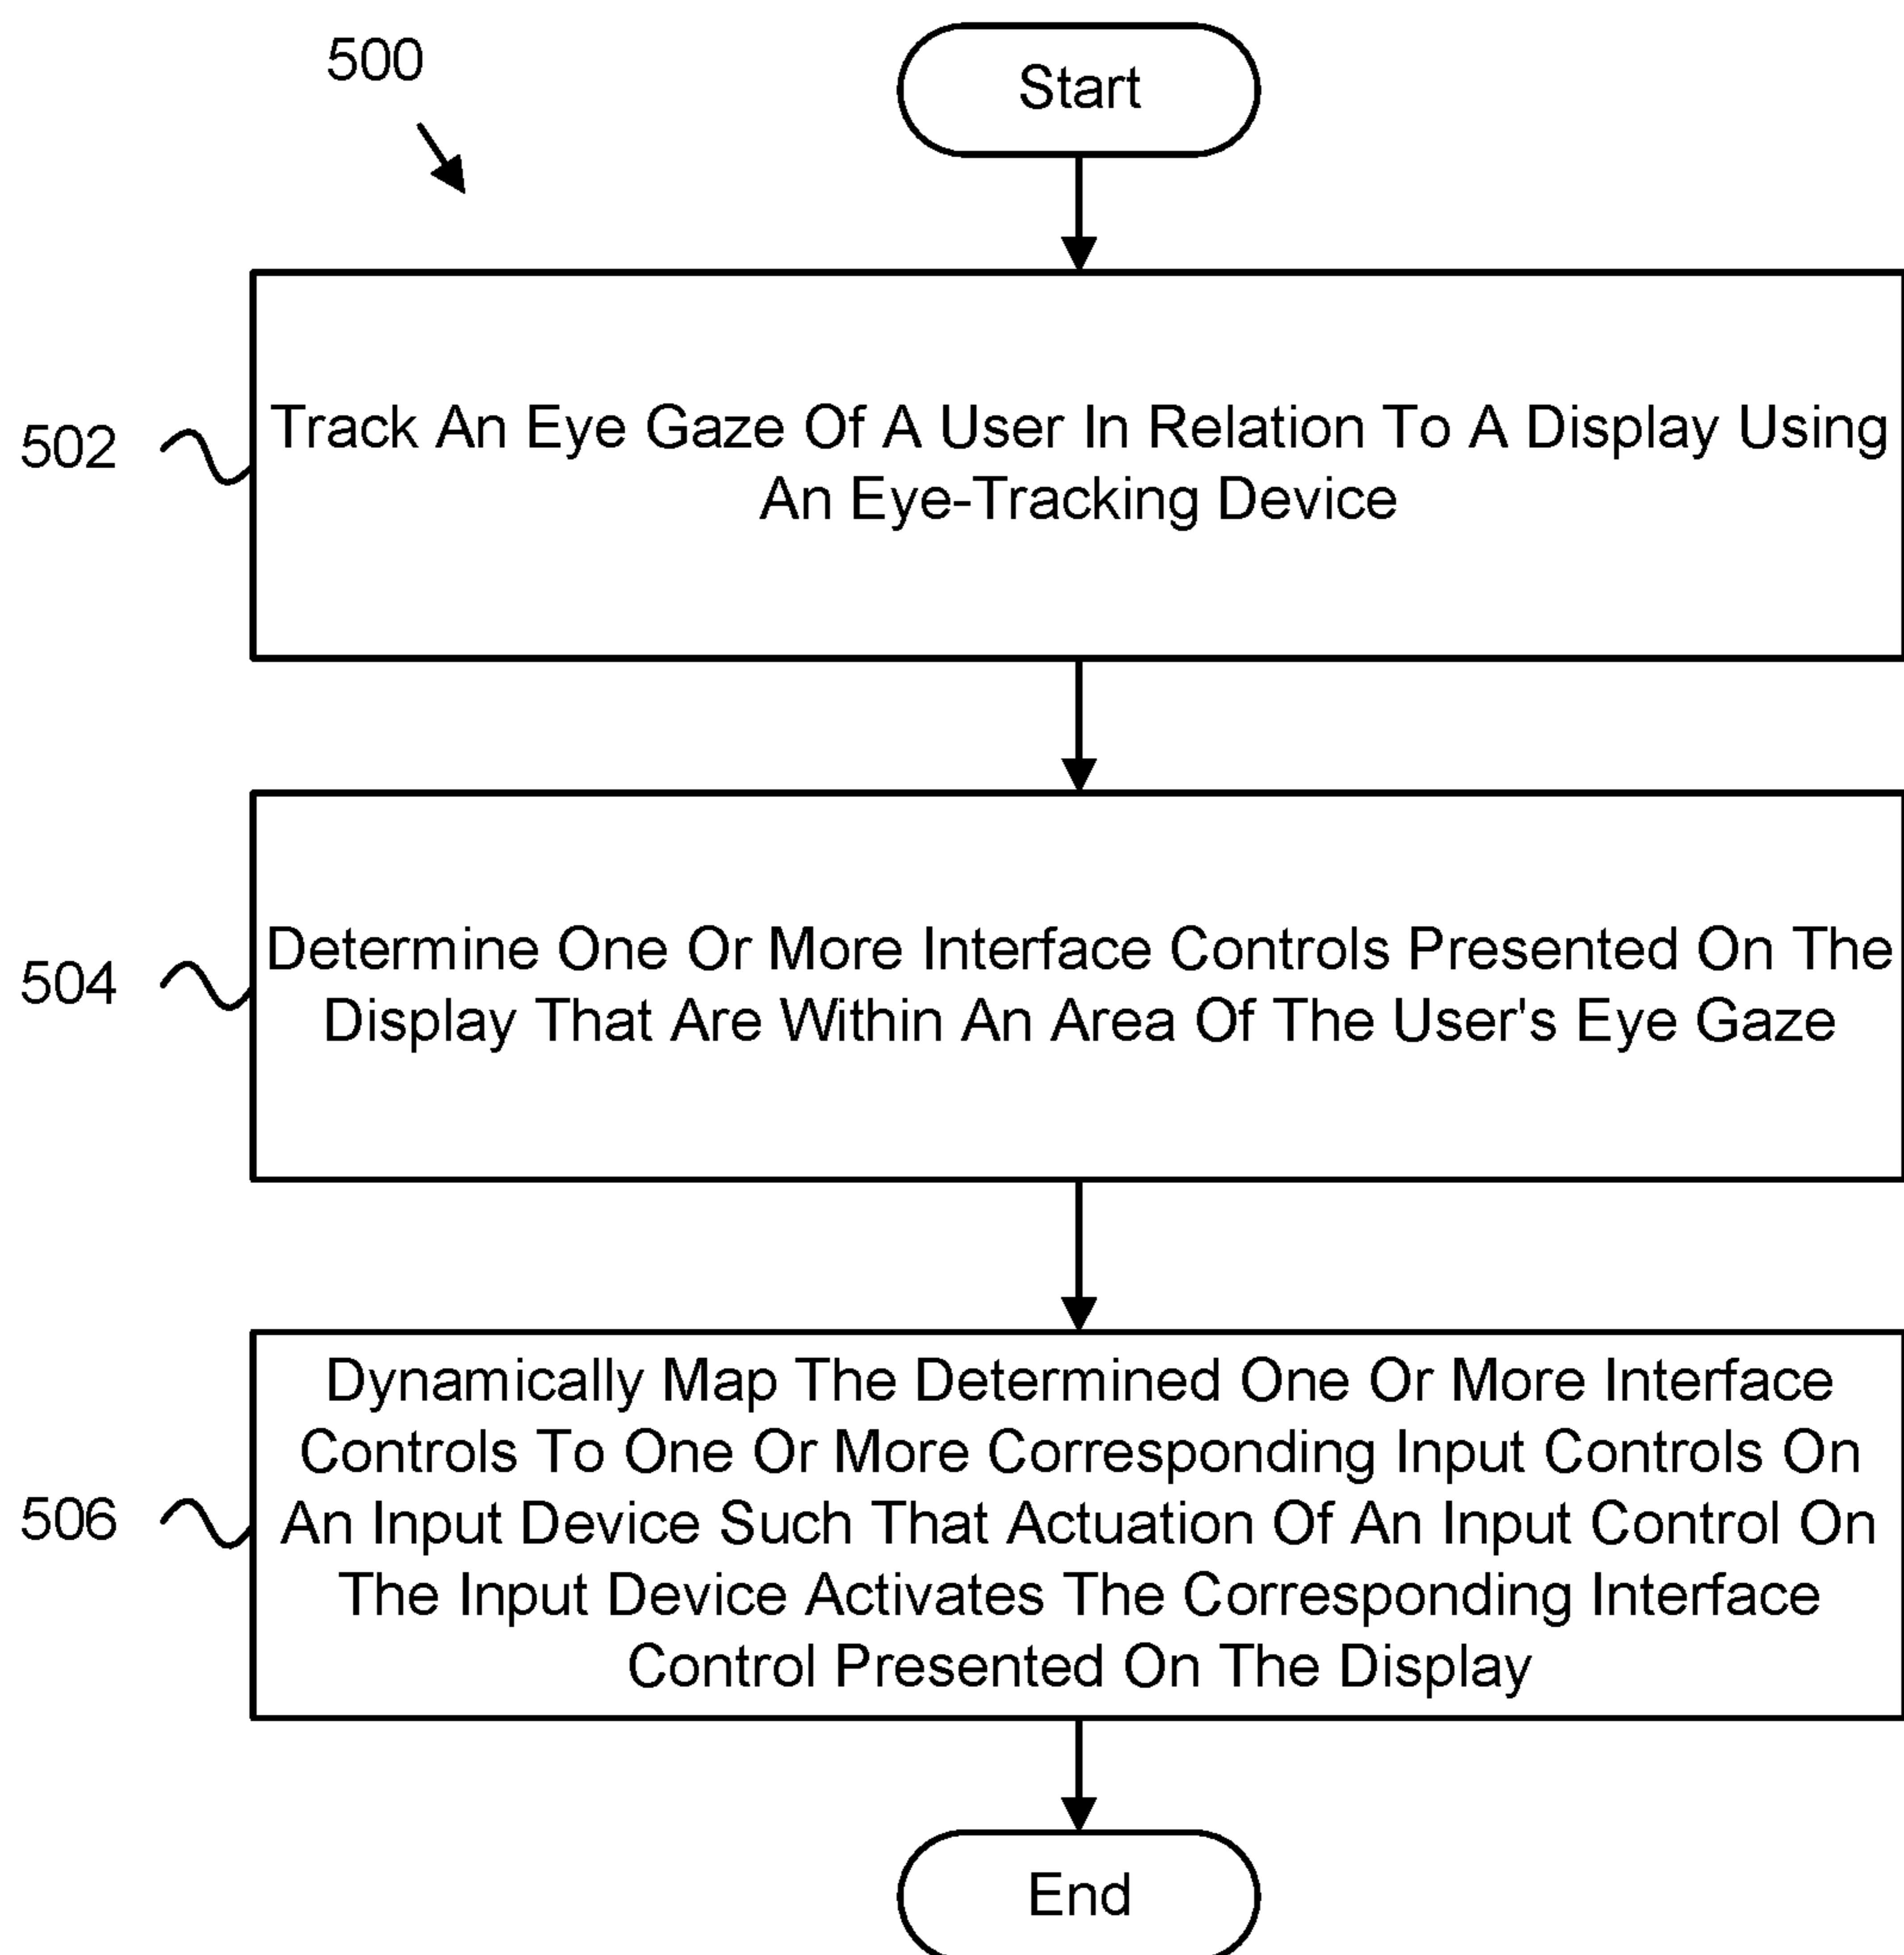 500
Start
502
Track An Eye Gaze Of A User In Relation To A Display Using
An Eye-Tracking Device
504
Determine One Or More Interface Controls Presented On The
Display That Are Within An Area Of The User's Eye Gaze
506
Dynamically Map The Determined One Or More Interface
Controls To One Or More Corresponding Input Controls On
An Input Device Such That Actuation Of An Input Control On
The Input Device Activates The Corresponding Interface
Control Presented On The Display
End